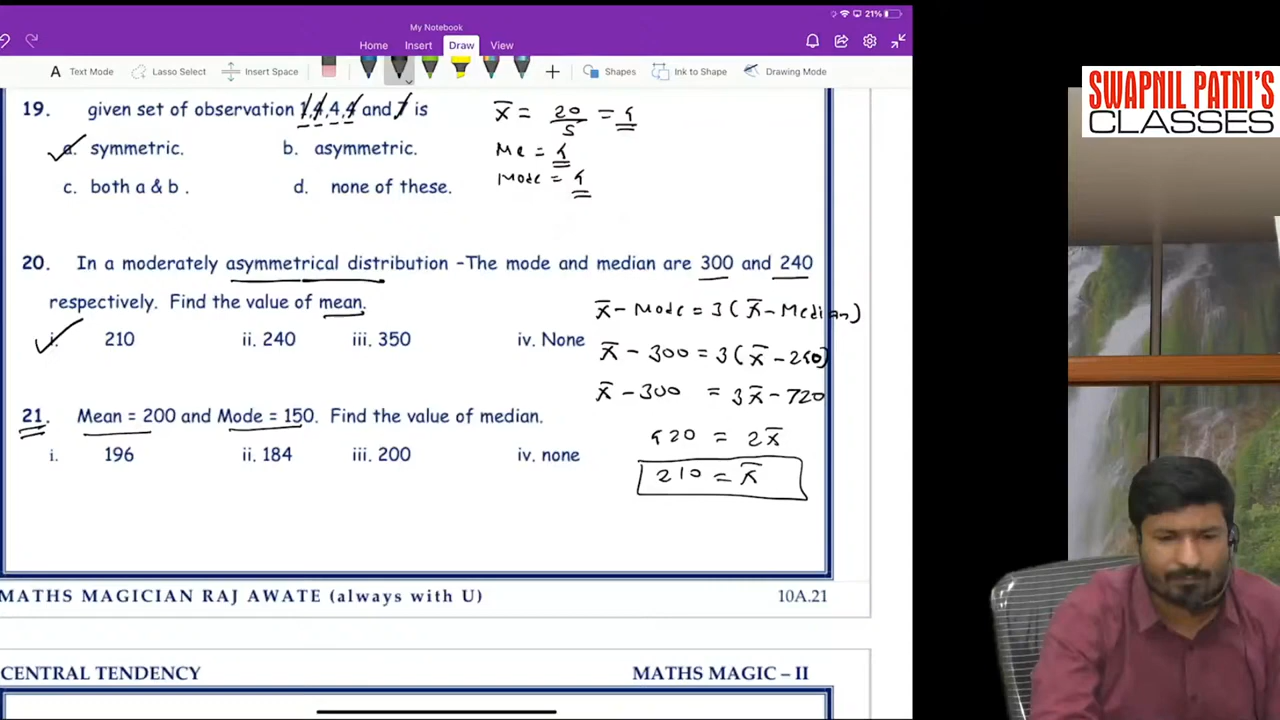 21%
My Notebook
Home Insert Draw View
A Text Mode Lasso Select Insert Space Shapes Ink to Shape Drawing Mode
19. given set of observation 1,4,4,4 and 7 is
a. symmetric. b. asymmetric.
c. both a & b . d. none of these.
x̄ = 20/5 = 4
Me = 4
Mode = 4
20. In a moderately asymmetrical distribution -The mode and median are 300 and 240
respectively. Find the value of mean.
i. 210 ii. 240 iii. 350 iv. None
x̄ - Mode = 3(x̄ - Median)
x̄ - 300 = 3(x̄ - 240)
x̄ - 300 = 3x̄ - 720
420 = 2x̄
210 = x̄
21. Mean = 200 and Mode = 150. Find the value of median.
i. 196 ii. 184 iii. 200 iv. none
MATHS MAGICIAN RAJ AWATE (always with U) 10A.21
CENTRAL TENDENCY MATHS MAGIC – II
SWAPNIL PATNI'S
CLASSES